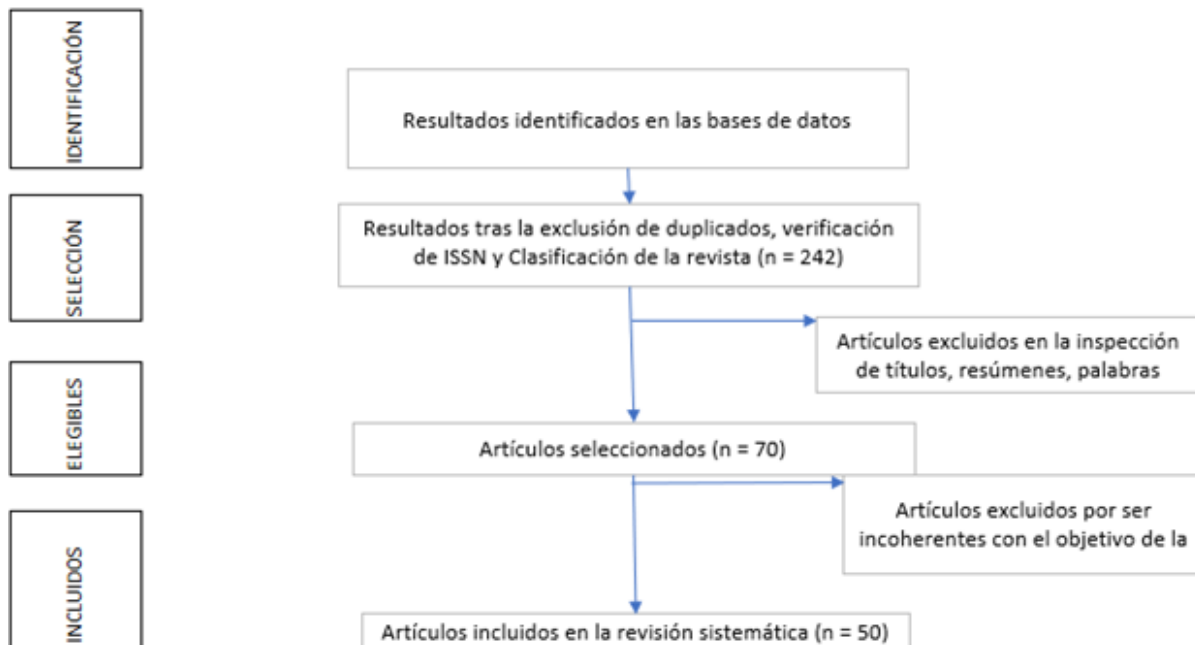 IDENTIFICACIÓN
Resultados identificados en las bases de datos
SELECCIÓN
Resultados tras la exclusión de duplicados, verificación
de ISSN y Clasificación de la revista (n = 242)
Artículos excluidos en la inspección
de títulos, resúmenes, palabras
ELEGIBLES
Artículos seleccionados (n = 70)
Artículos excluidos por ser
incoherentes con el objetivo de la
INCLUIDOS
Artículos incluidos en la revisión sistemática (n = 50)